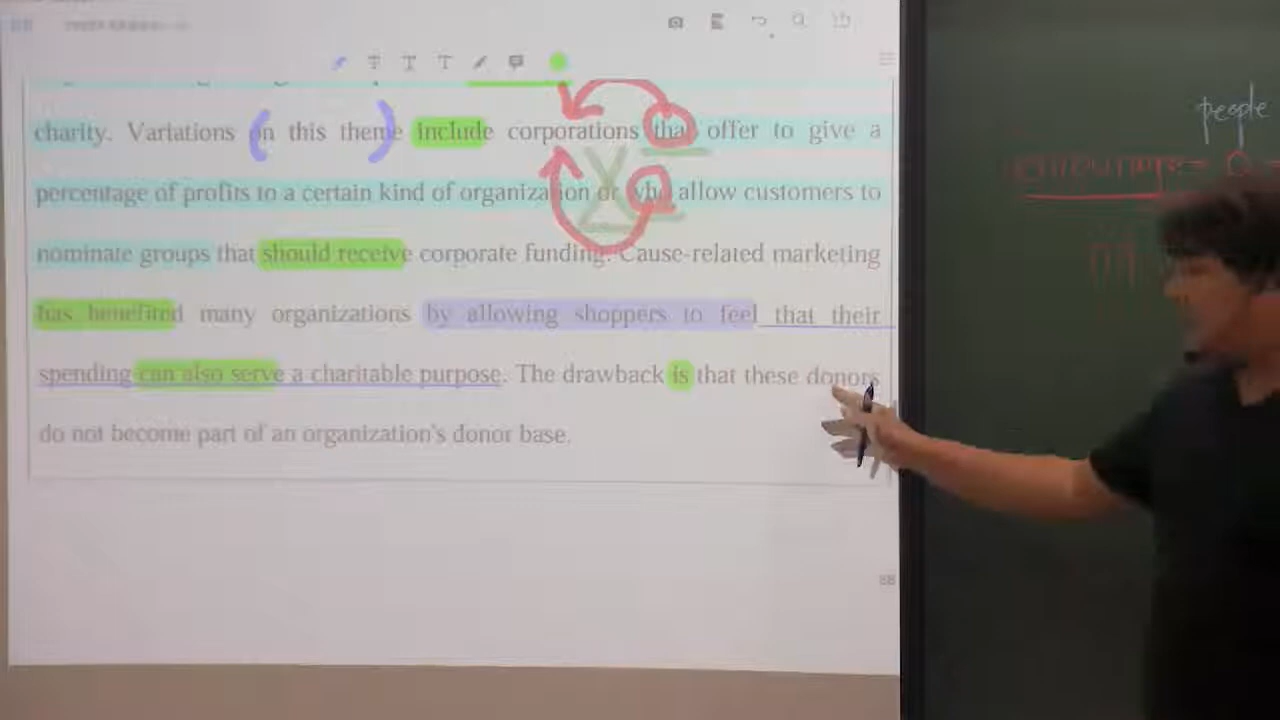 charity. Variations on this theme include corporations that offer to give a
percentage of profits to a certain kind of organization or who allow customers to
nominate groups that should receive corporate funding. Cause-related marketing
has benefited many organizations by allowing shoppers to feel that their
spending can also serve a charitable purpose. The drawback is that these donors
do not become part of an organization's donor base.
88
people